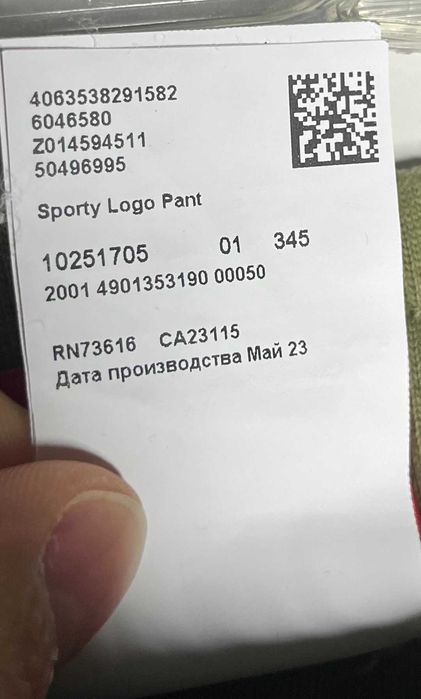 4063538291582
6046580
Z014594511
50496995
Sporty Logo Pant
10251705 01 345
2001 4901353190 00050
RN73616 CA23115
Дата производства Май 23